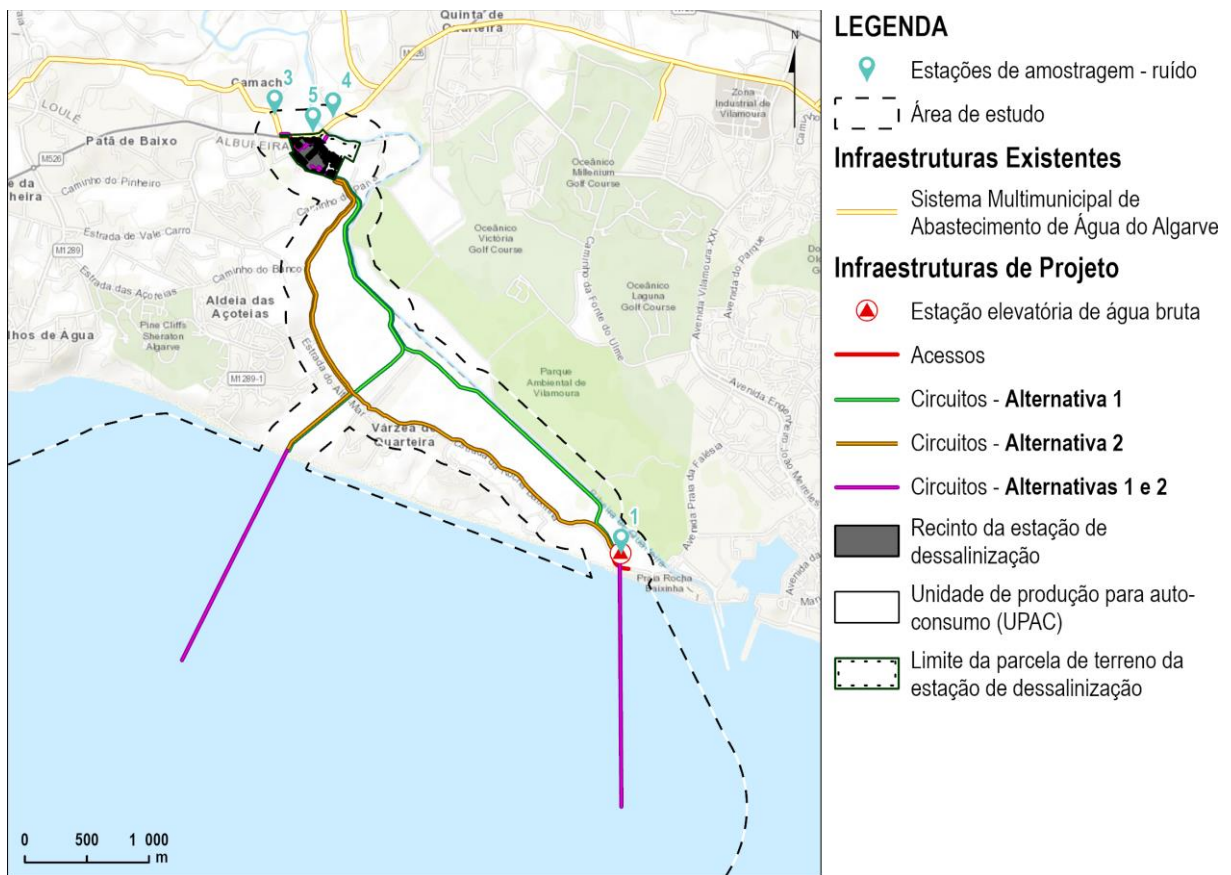 Quinta de
Quarteira
N
Camach
3
4
5
LOULÉ
Patã de Baixo
ALBUFEIRA
M526
Caminho do Pinheiro
Estrada de Vale Carro
M1289
Caminho do Banco
Estrada das Açoteias
Aldeia das
Açoteias
lhos de Água
Pine Cliffs
Sheraton
Algarve
M1289-1
Várzea de
Quarteira
Zona
Industrial de
Vilamoura
Oceânico
Millenium
Golf Course
Oceânico
Victória
Golf Course
Oceânico
Laguna
Golf Course
Caminho da Fonte do Ulme
Avenida Vilamoura XXI
Avenida do Parque
Parque
Ambiental de
Vilamoura
Avenida Praia da Falésia
Avenida Engenheiro João Meireles
1
Praia Rocha
Baixinha
0 500 1 000
m
LEGENDA
Estações de amostragem - ruído
Área de estudo
Infraestruturas Existentes
Sistema Multimunicipal de
Abastecimento de Água do Algarve
Infraestruturas de Projeto
Estação elevatória de água bruta
Acessos
Circuitos - Alternativa 1
Circuitos - Alternativa 2
Circuitos - Alternativas 1 e 2
Recinto da estação de
dessalinização
Unidade de produção para auto-
consumo (UPAC)
Limite da parcela de terreno da
estação de dessalinização